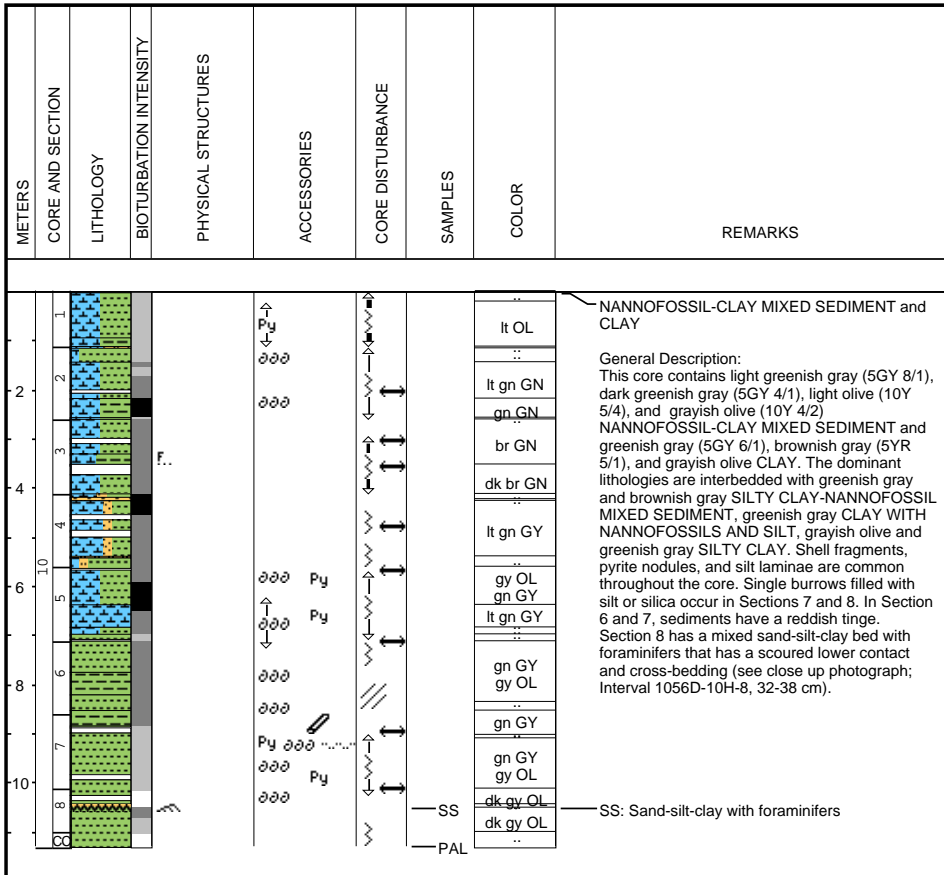 METERS
CORE AND SECTION
LITHOLOGY
BIOTURBATION INTENSITY
PHYSICAL STRUCTURES
ACCESSORIES
CORE DISTURBANCE
SAMPLES
COLOR
REMARKS
2
4
6
8
10
10
1
2
3
4
5
6
7
8
CC
F
Py
Py
Py
Py
Py
SS
PAL
lt OL
lt gn GN
gn GN
br GN
dk br GN
lt gn GY
gy OL
gn GY
lt gn GY
gn GY
gy OL
gn GY
gn GY
gy OL
dk gy OL
dk gy OL
NANNOFOSSIL-CLAY MIXED SEDIMENT and
CLAY
General Description:
This core contains light greenish gray (5GY 8/1),
dark greenish gray (5GY 4/1), light olive (10Y
5/4), and grayish olive (10Y 4/2)
NANNOFOSSIL-CLAY MIXED SEDIMENT and
greenish gray (5GY 6/1), brownish gray (5YR
5/1), and grayish olive CLAY. The dominant
lithologies are interbedded with greenish gray
and brownish gray SILTY CLAY-NANNOFOSSIL
MIXED SEDIMENT, greenish gray CLAY WITH
NANNOFOSSILS AND SILT, grayish olive and
greenish gray SILTY CLAY. Shell fragments,
pyrite nodules, and silt laminae are common
throughout the core. Single burrows filled with
silt or silica occur in Sections 7 and 8. In Section
6 and 7, sediments have a reddish tinge.
Section 8 has a mixed sand-silt-clay bed with
foraminifers that has a scoured lower contact
and cross-bedding (see close up photograph;
Interval 1056D-10H-8, 32-38 cm).
SS: Sand-silt-clay with foraminifers